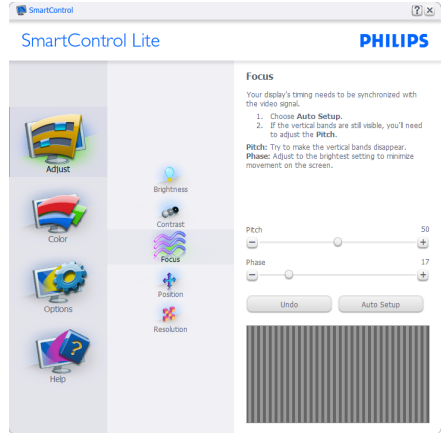 SmartControl
SmartControl Lite
PHILIPS
Adjust
Color
Options
Help
Brightness
Contrast
Focus
Position
Resolution
Focus
Your display's timing needs to be synchronized with
the video signal.
1. Choose Auto Setup.
2. If the vertical bands are still visible, you'll need
to adjust the Pitch.
Pitch: Try to make the vertical bands disappear.
Phase: Adjust to the brightest setting to minimize
movement on the screen.
Pitch 50
Phase 17
Undo Auto Setup